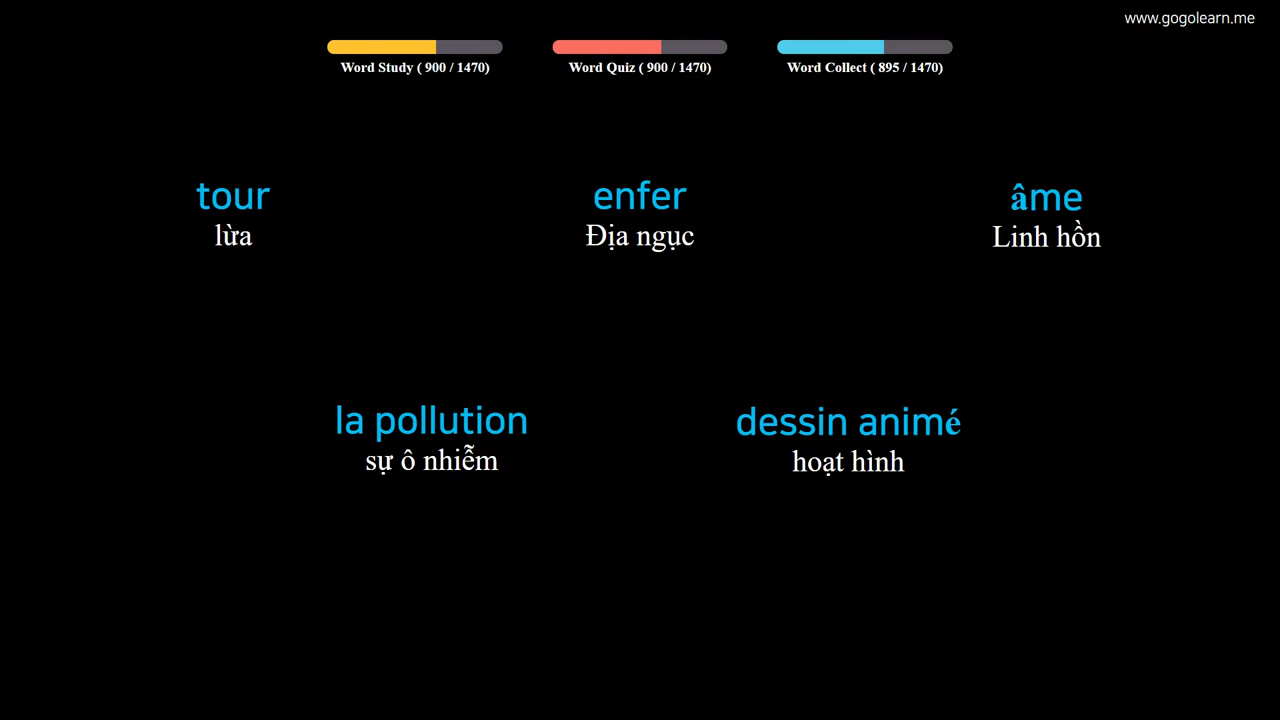 www.gogolearn.me
Word Study ( 900 / 1470)
Word Quiz ( 900 / 1470)
Word Collect ( 895 / 1470)
tour
lừa
enfer
Địa ngục
âme
Linh hồn
la pollution
sự ô nhiễm
dessin animé
hoạt hình